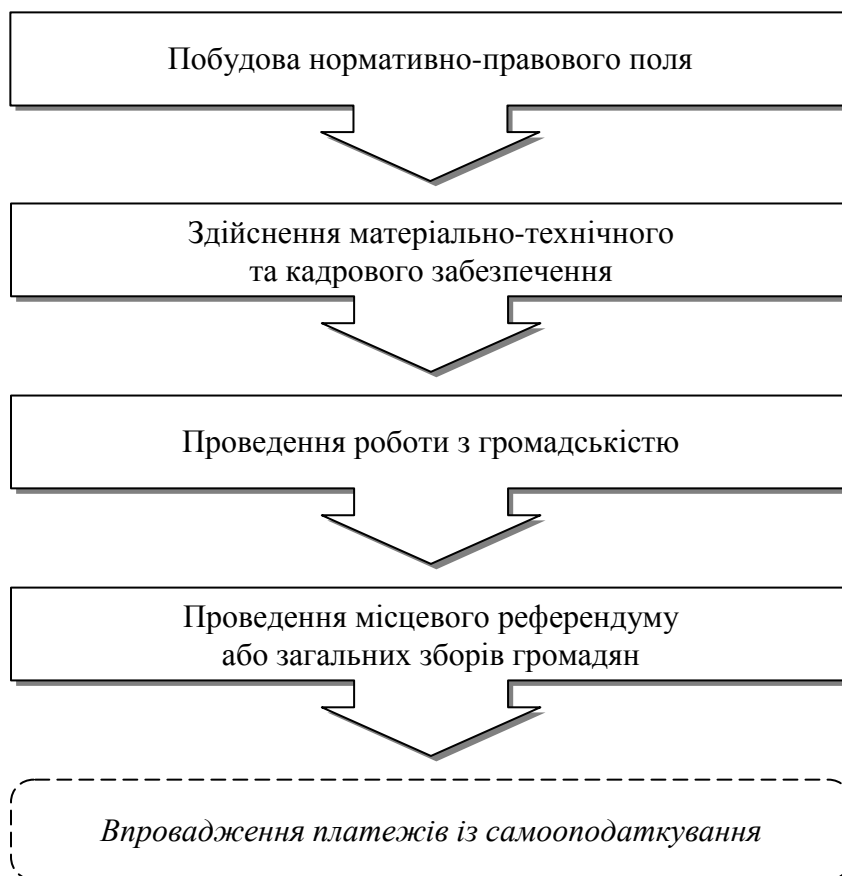 Побудова нормативно-правового поля
Здійснення матеріально-технічного
та кадрового забезпечення
Проведення роботи з громадськістю
Проведення місцевого референдуму
або загальних зборів громадян
Впровадження платежів із самооподаткування